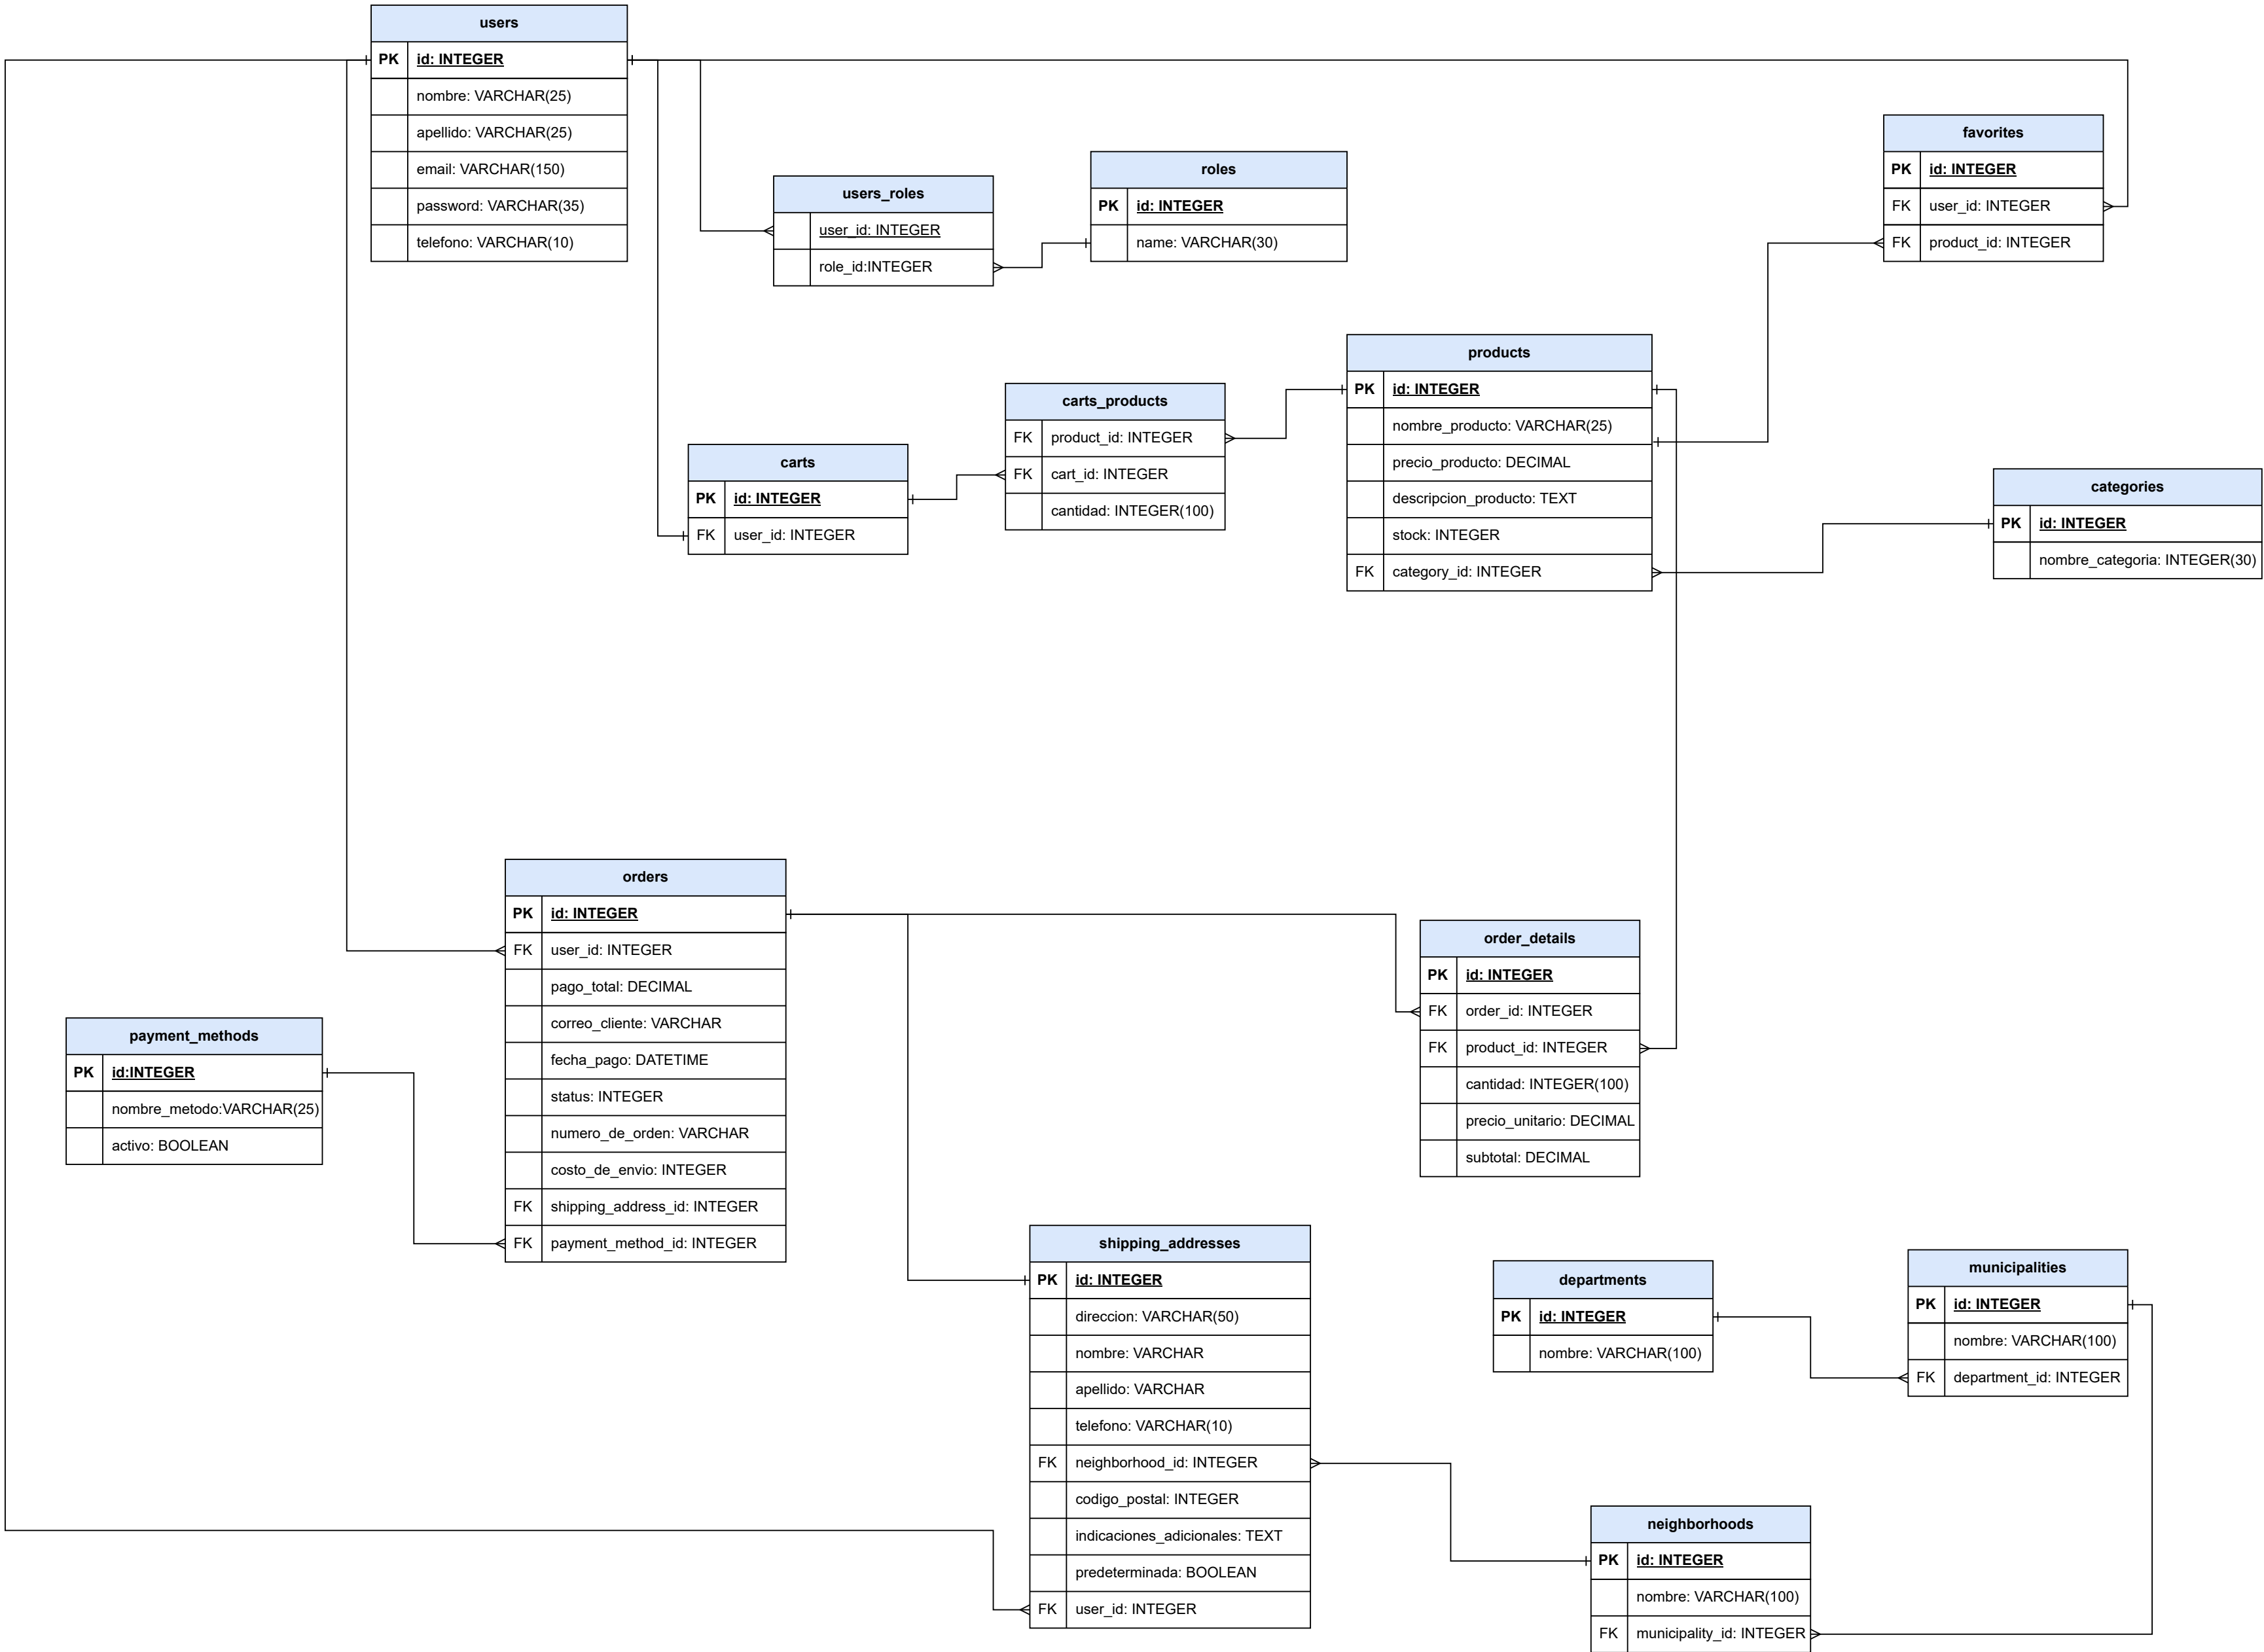 users
PK id: INTEGER
nombre: VARCHAR(25)
apellido: VARCHAR(25)
email: VARCHAR(150)
password: VARCHAR(35)
telefono: VARCHAR(10)
users_roles
user_id: INTEGER
role_id:INTEGER
roles
PK id: INTEGER
name: VARCHAR(30)
favorites
PK id: INTEGER
FK user_id: INTEGER
FK product_id: INTEGER
carts
PK id: INTEGER
FK user_id: INTEGER
carts_products
FK product_id: INTEGER
FK cart_id: INTEGER
cantidad: INTEGER(100)
products
PK id: INTEGER
nombre_producto: VARCHAR(25)
precio_producto: DECIMAL
descripcion_producto: TEXT
stock: INTEGER
FK category_id: INTEGER
categories
PK id: INTEGER
nombre_categoria: INTEGER(30)
payment_methods
PK id:INTEGER
nombre_metodo:VARCHAR(25)
activo: BOOLEAN
orders
PK id: INTEGER
FK user_id: INTEGER
pago_total: DECIMAL
correo_cliente: VARCHAR
fecha_pago: DATETIME
status: INTEGER
numero_de_orden: VARCHAR
costo_de_envio: INTEGER
FK shipping_address_id: INTEGER
FK payment_method_id: INTEGER
order_details
PK id: INTEGER
FK order_id: INTEGER
FK product_id: INTEGER
cantidad: INTEGER(100)
precio_unitario: DECIMAL
subtotal: DECIMAL
shipping_addresses
PK id: INTEGER
direccion: VARCHAR(50)
nombre: VARCHAR
apellido: VARCHAR
telefono: VARCHAR(10)
FK neighborhood_id: INTEGER
codigo_postal: INTEGER
indicaciones_adicionales: TEXT
predeterminada: BOOLEAN
FK user_id: INTEGER
departments
PK id: INTEGER
nombre: VARCHAR(100)
municipalities
PK id: INTEGER
nombre: VARCHAR(100)
FK department_id: INTEGER
neighborhoods
PK id: INTEGER
nombre: VARCHAR(100)
FK municipality_id: INTEGER